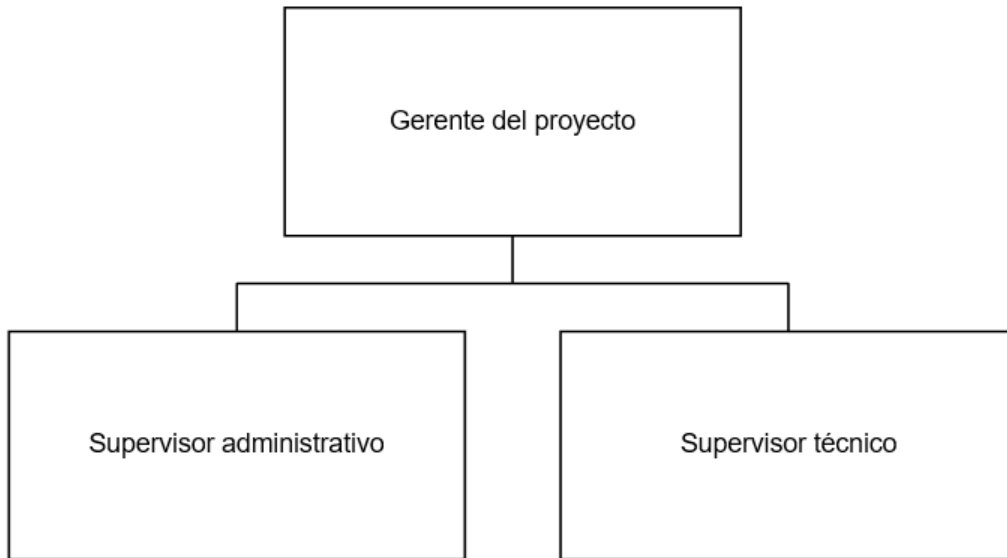 Gerente del proyecto
Supervisor administrativo
Supervisor técnico